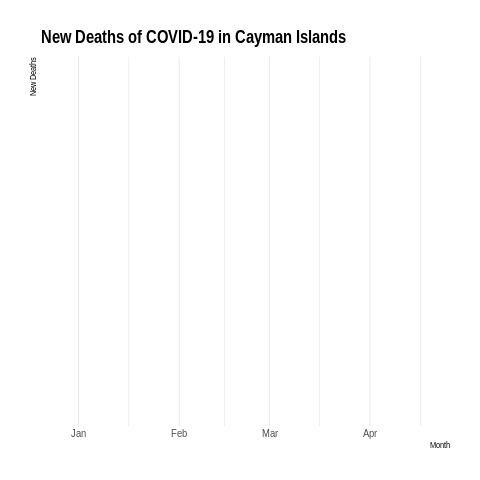 New Deaths of COVID-19 in Cayman Islands
New Deaths
Jan Feb Mar Apr
Month